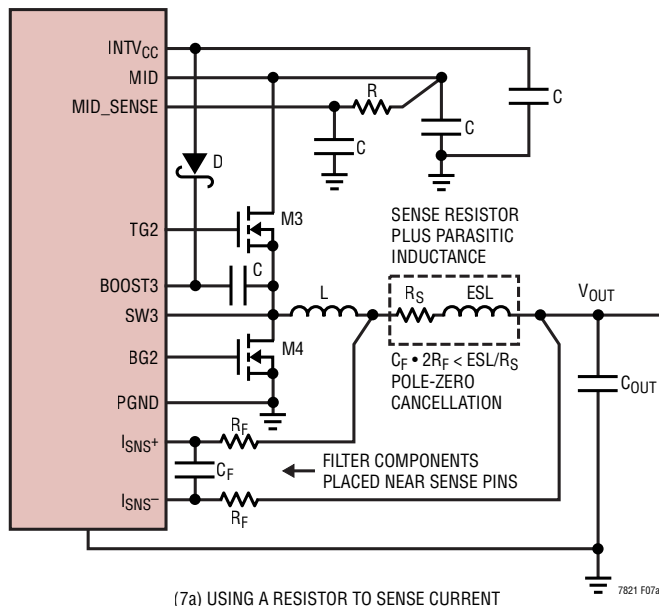 INTVCC
MID
R
MID_SENSE
C
C
C
D
M3
TG2
SENSE RESISTOR
PLUS PARASITIC
INDUCTANCE
BOOST3
C
SW3
L
RS
ESL
VOUT
BG2
M4
CF • 2RF < ESL/RS
POLE-ZERO
CANCELLATION
COUT
PGND
ISNS+
RF
CF
FILTER COMPONENTS
PLACED NEAR SENSE PINS
ISNS–
RF
7821 F07a
(7a) USING A RESISTOR TO SENSE CURRENT